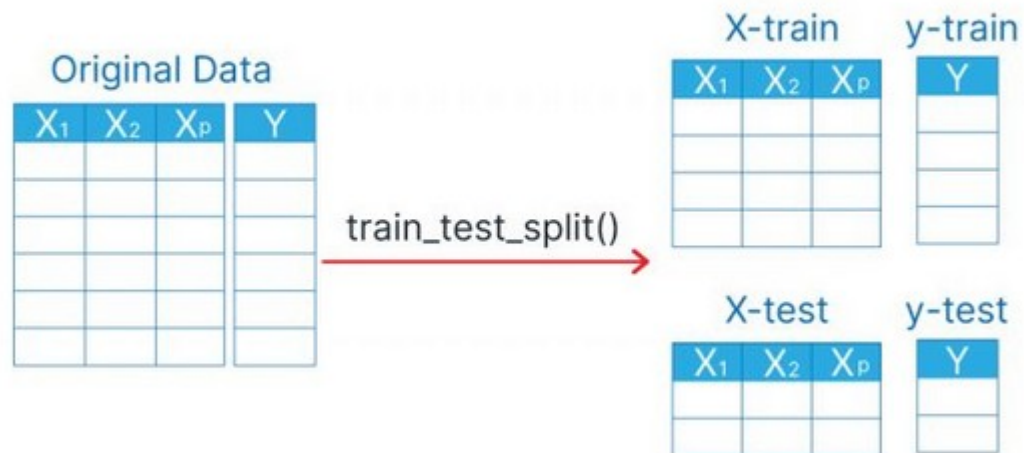 Original Data
X₁ X₂ Xₚ Y
train_test_split()
X-train y-train
X₁ X₂ Xₚ Y
X-test y-test
X₁ X₂ Xₚ Y